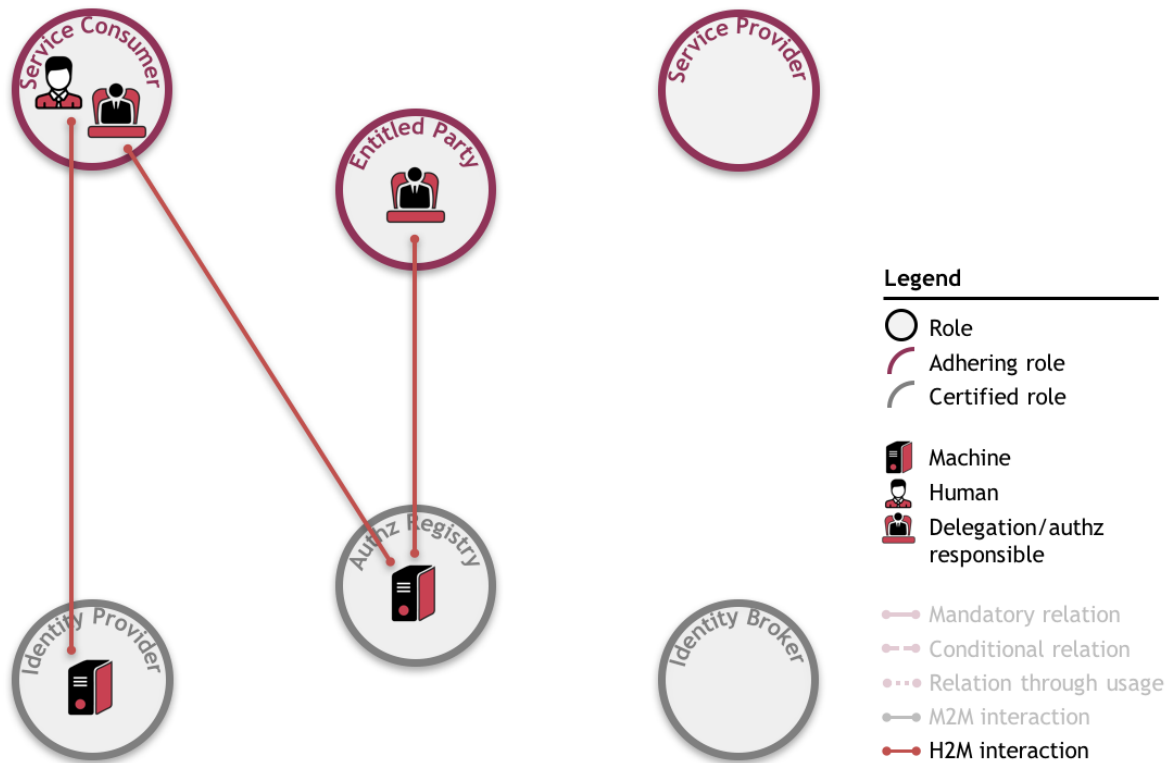 Service Consumer
Service Provider
Entitled Party
Authz Registry
Identity Provider
Identity Broker
Legend
Role
Adhering role
Certified role
Machine
Human
Delegation/authz
responsible
Mandatory relation
Conditional relation
Relation through usage
M2M interaction
H2M interaction